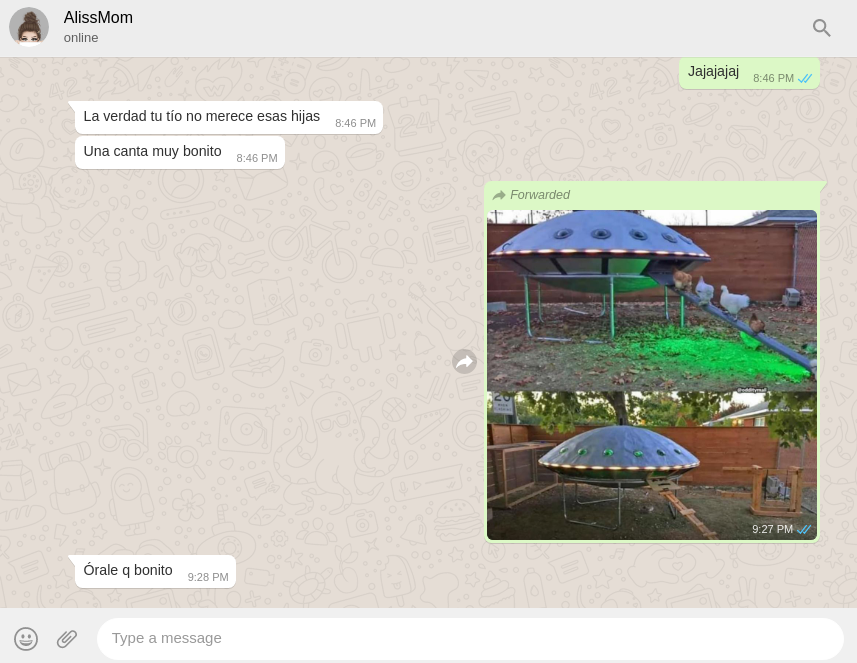 AlissMom
online
Jajajajaj
8:46 PM
La verdad tu tío no merece esas hijas
8:46 PM
Una canta muy bonito
8:46 PM
Forwarded
9:27 PM
Órale q bonito
9:28 PM
Type a message